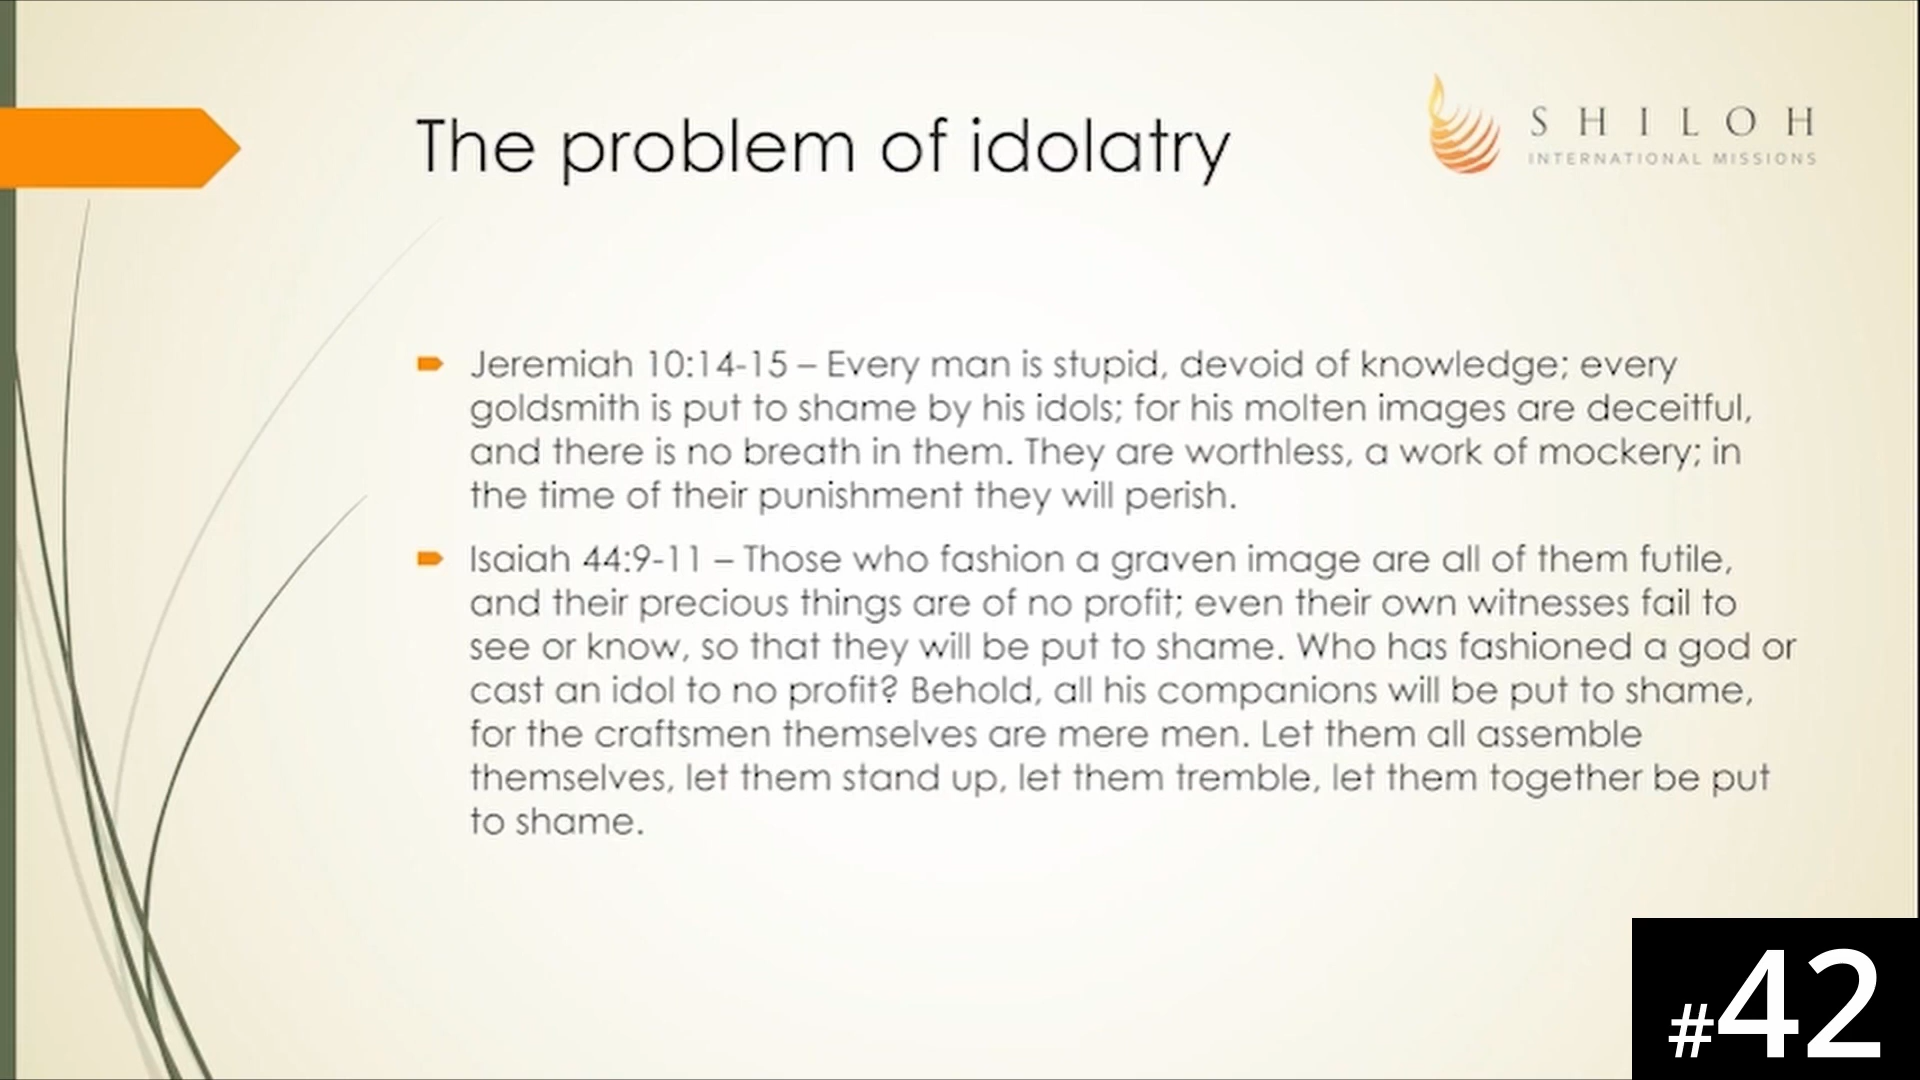 The problem of idolatry
SHILOH
INTERNATIONAL MISSIONS
Jeremiah 10:14-15 – Every man is stupid, devoid of knowledge; every
goldsmith is put to shame by his idols; for his molten images are deceitful,
and there is no breath in them. They are worthless, a work of mockery; in
the time of their punishment they will perish.
Isaiah 44:9-11 – Those who fashion a graven image are all of them futile,
and their precious things are of no profit; even their own witnesses fail to
see or know, so that they will be put to shame. Who has fashioned a god or
cast an idol to no profit? Behold, all his companions will be put to shame,
for the craftsmen themselves are mere men. Let them all assemble
themselves, let them stand up, let them tremble, let them together be put
to shame.
#42